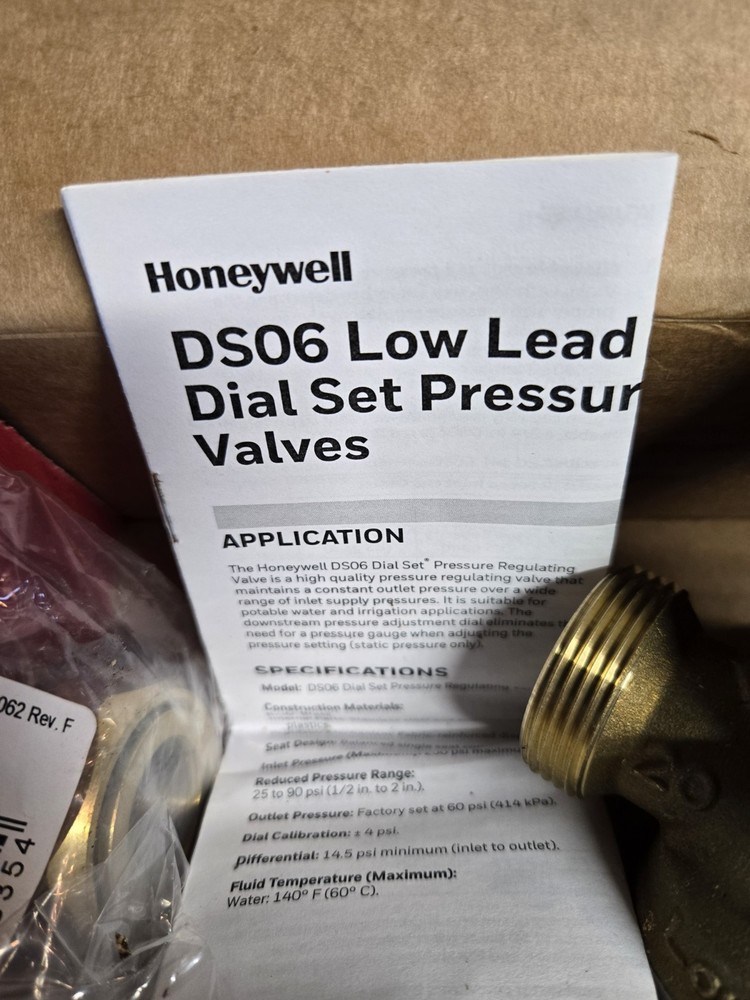 Honeywell
DS06 Low Lead
Dial Set Pressur
Valves
APPLICATION
The Honeywell DS06 Dial Set® Pressure Regulating
Valve is a high quality pressure regulating valve that
maintains a constant outlet pressure over a wide
range of inlet supply pressures. It is suitable for
potable water and irrigation applications. The
downstream pressure adjustment dial eliminates
need for a pressure gauge when adjusting the
pressure setting (static pressure only).
SPECIFICATIONS
Model: DS06 Dial Set Pressure Regulating
Construction Materials:
plastics.
Seat Design: Balanced single seat
Inlet Pressure
Reduced Pressure Range:
25 to 90 psi (1/2 in. to 2 in.).
Outlet Pressure: Factory set at 60 psi (414 kPa).
Dial Calibration: ± 4 psi.
Differential: 14.5 psi minimum (inlet to outlet).
Fluid Temperature (Maximum):
Water: 140° F (60° C).
062 Rev. F
354